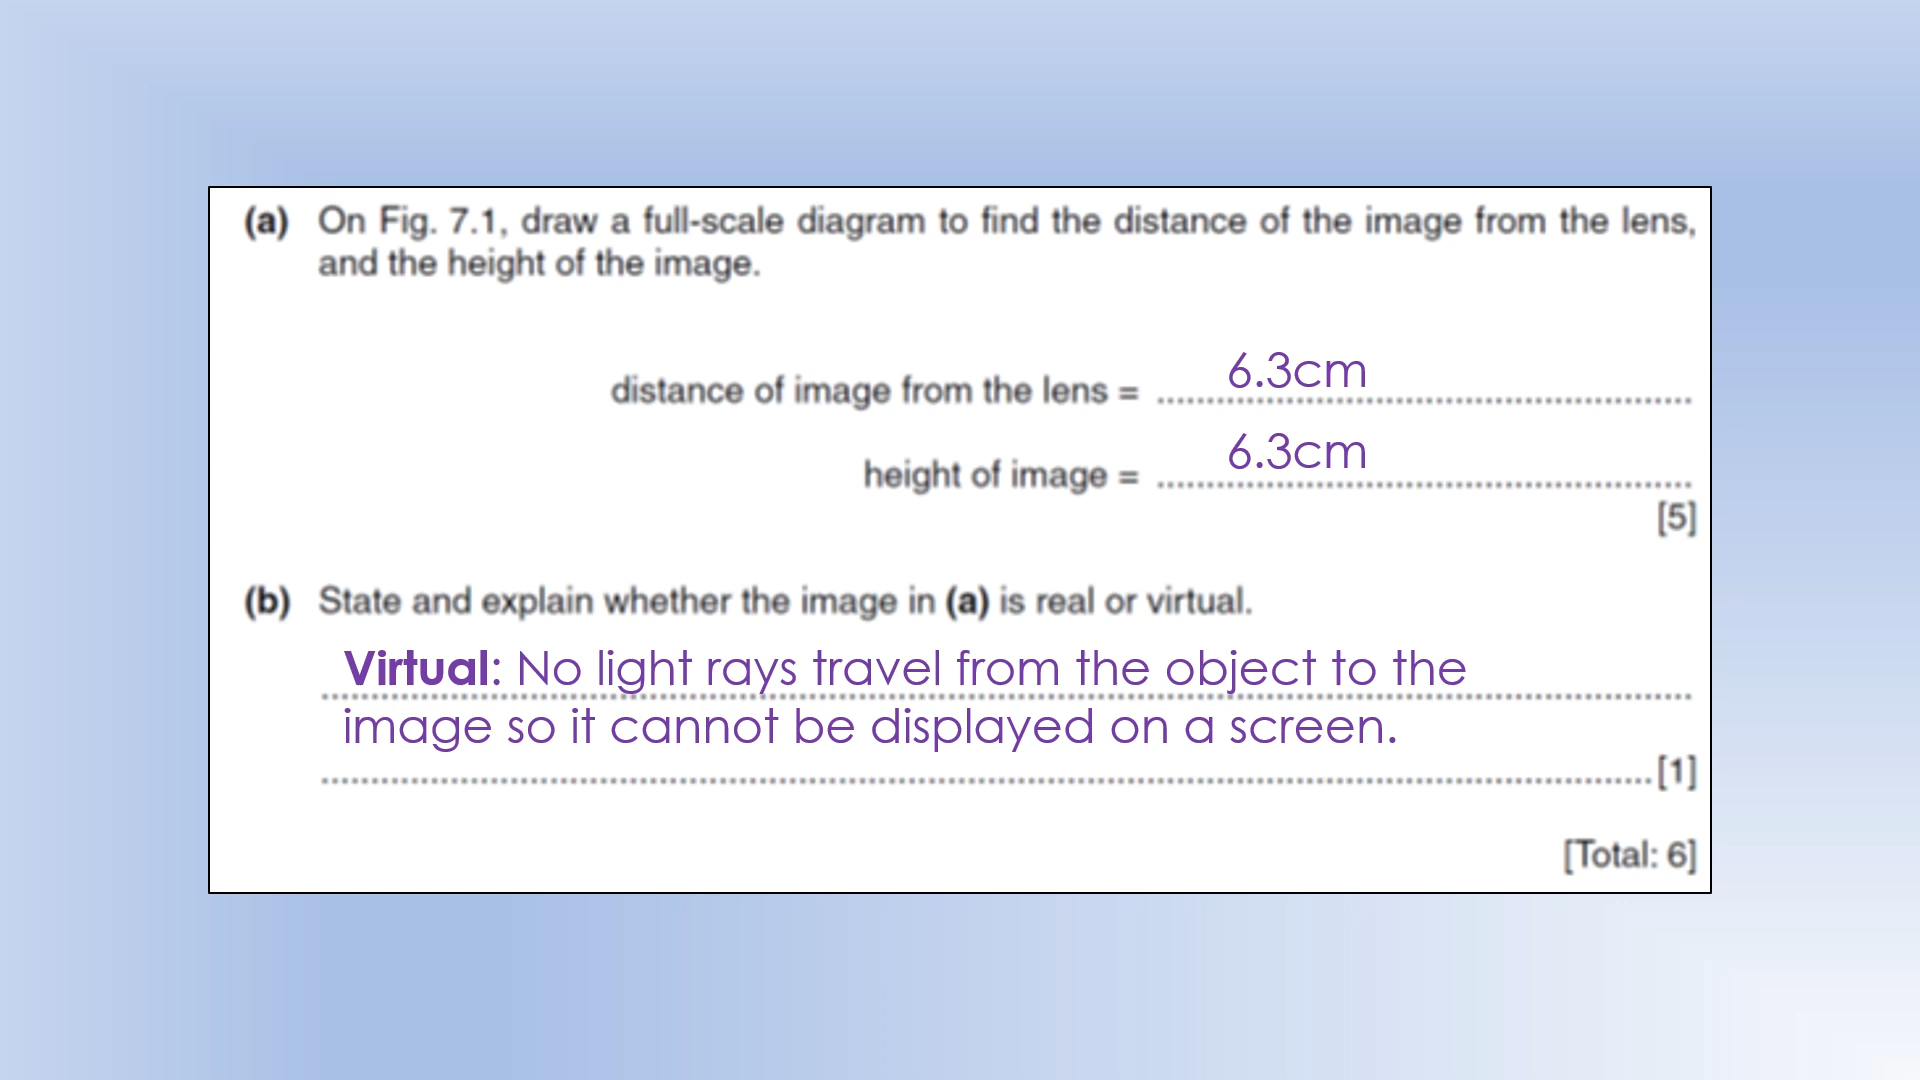 (a) On Fig. 7.1, draw a full-scale diagram to find the distance of the image from the lens,
and the height of the image.
distance of image from the lens = 6.3cm
height of image = 6.3cm
[5]
(b) State and explain whether the image in (a) is real or virtual.
Virtual: No light rays travel from the object to the
image so it cannot be displayed on a screen.
[1]
[Total: 6]